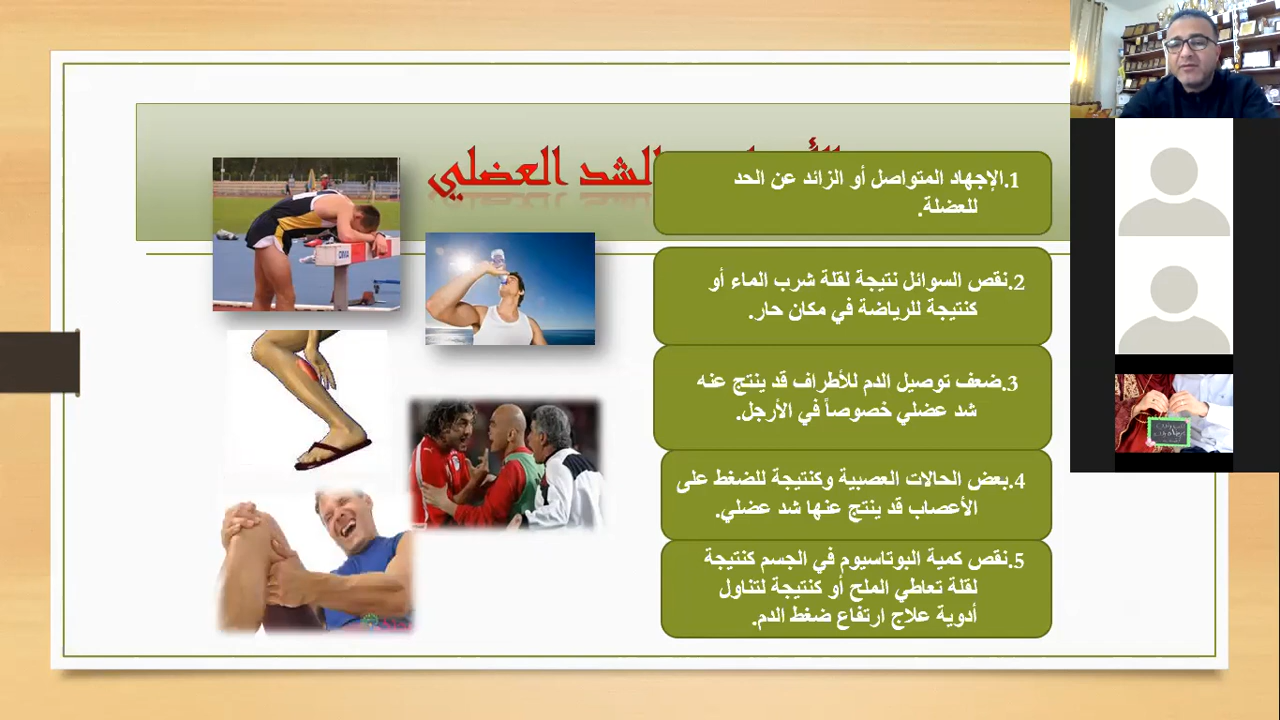 الشد العضلي
1.الإجهاد المتواصل أو الزائد عن الحد
للعضلة.
2.نقص السوائل نتيجة لقلة شرب الماء أو
كنتيجة للرياضة في مكان حار.
3.ضعف توصيل الدم للأطراف قد ينتج عنه
شد عضلي خصوصاً في الأرجل.
4.بعض الحالات العصبية وكنتيجة للضغط على
الأعصاب قد ينتج عنها شد عضلي.
5.نقص كمية البوتاسيوم في الجسم كنتيجة
لقلة تعاطي الملح أو كنتيجة لتناول
أدوية علاج ارتفاع ضغط الدم.